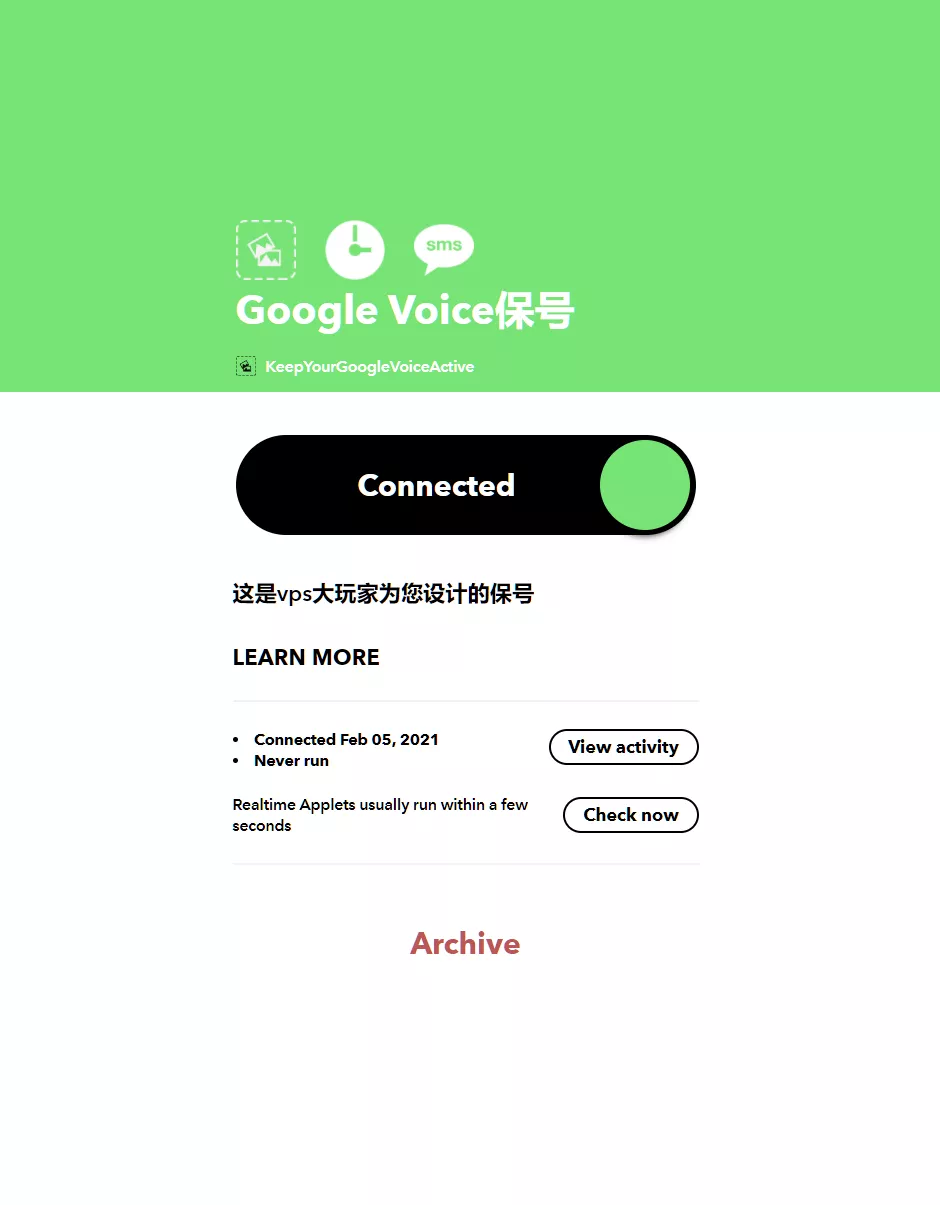 sms
Google Voice保号
KeepYourGoogleVoiceActive
Connected
这是vps大玩家为您设计的保号
LEARN MORE
• Connected Feb 05, 2021
• Never run
View activity
Realtime Applets usually run within a few
seconds
Check now
Archive